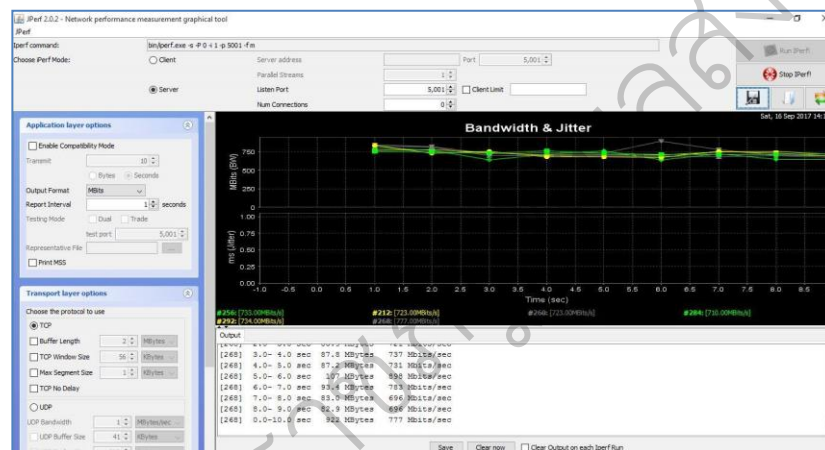 JPerf 2.0.2 - Network performance measurement graphical tool
JPerf
Iperf command:
bin/iperf.exe -s -P 0 -i 1 -p 5001 -f m
Choose iPerf Mode:
Client
Server address
Port
5,001
Parallel Streams
1
Server
Listen Port
5,001
Client Limit
Num Connections
0
Run IPerf!
Stop IPerf!
Sat, 16 Sep 2017 14:1
Application layer options
Enable Compatibility Mode
Transmit
10
Bytes
Seconds
Output Format
MBits
Report Interval
1
seconds
Testing Mode
Dual
Trade
test port
5,001
Representative File
...
Print MSS
Transport layer options
Choose the protocol to use
TCP
Buffer Length
2
MBytes
TCP Window Size
56
KBytes
Max Segment Size
1
KBytes
TCP No Delay
UDP
UDP Bandwidth
1
MBytes/sec
UDP Buffer Size
41
KBytes
Bandwidth & Jitter
MBits (BW)
750
500
250
0
ms (Jitter)
1.00
0.75
0.50
0.25
0.00
-1.0 -0.5 0.0 0.5 1.0 1.5 2.0 2.5 3.0 3.5 4.0 4.5 5.0 5.5 6.0 6.5 7.0 7.5 8.0 8.5
Time (sec)
#256: [733.00MBits/s]
#212: [723.00MBits/s]
#260: [723.00MBits/s]
#284: [710.00MBits/s]
#292: [734.00MBits/s]
#268: [777.00MBits/s]
Output
[268] 3.0- 4.0 sec 87.8 MBytes 737 Mbits/sec
[268] 4.0- 5.0 sec 87.2 MBytes 731 Mbits/sec
[268] 5.0- 6.0 sec 107 MBytes 898 Mbits/sec
[268] 6.0- 7.0 sec 93.4 MBytes 783 Mbits/sec
[268] 7.0- 8.0 sec 83.0 MBytes 696 Mbits/sec
[268] 8.0- 9.0 sec 82.9 MBytes 696 Mbits/sec
[268] 0.0-10.0 sec 922 MBytes 777 Mbits/sec
Save
Clear now
Clear Output on each Iperf Run